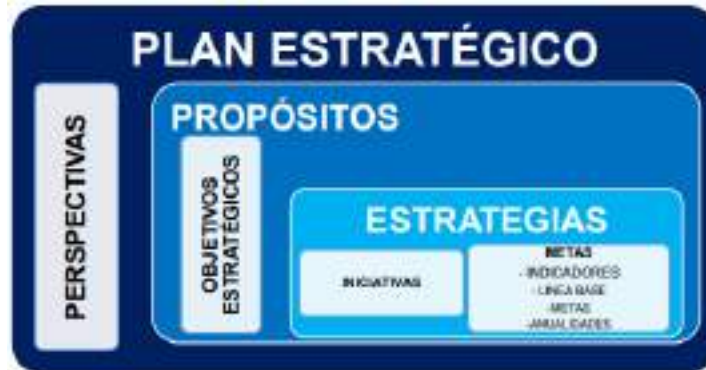 PLAN ESTRATÉGICO
PERSPECTIVAS
PROPÓSITOS
OBJETIVOS
ESTRATÉGICOS
ESTRATEGIAS
INICIATIVAS
METAS
- INDICADORES
- LINEA BASE
-METAS
-ANUALIDADES